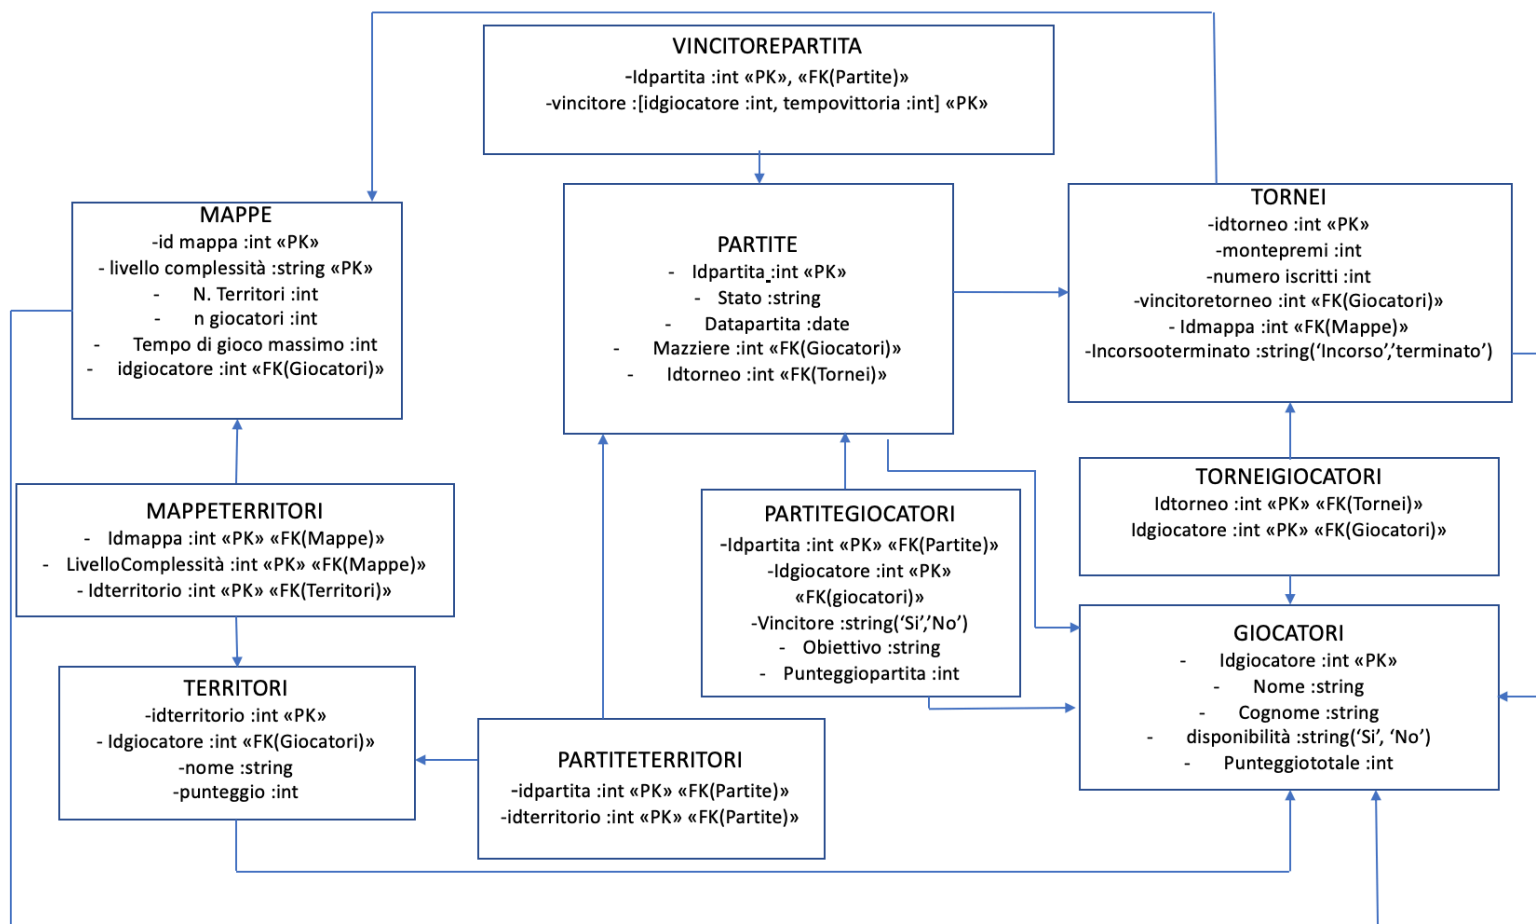 VINCITOREPARTITA
-Idpartita :int «PK», «FK(Partite)»
-vincitore :[idgiocatore :int, tempovittoria :int] «PK»
MAPPE
-id mappa :int «PK»
- livello complessità :string «PK»
- N. Territori :int
- n giocatori :int
- Tempo di gioco massimo :int
- idgiocatore :int «FK(Giocatori)»
PARTITE
- Idpartita :int «PK»
- Stato :string
- Datapartita :date
- Mazziere :int «FK(Giocatori)»
- Idtorneo :int «FK(Tornei)»
TORNEI
-idtorneo :int «PK»
-montepremi :int
-numero iscritti :int
-vincitoretorneo :int «FK(Giocatori)»
- Idmappa :int «FK(Mappe)»
-Incorsooterminato :string(‘Incorso’,’terminato’)
MAPPETERRITORI
- Idmappa :int «PK» «FK(Mappe)»
- LivelloComplessità :int «PK» «FK(Mappe)»
- Idterritorio :int «PK» «FK(Territori)»
PARTITEGIOCATORI
-Idpartita :int «PK» «FK(Partite)»
-Idgiocatore :int «PK»
«FK(giocatori)»
-Vincitore :string(‘Si’,’No’)
- Obiettivo :string
- Punteggiopartita :int
TORNEIGIOCATORI
Idtorneo :int «PK» «FK(Tornei)»
Idgiocatore :int «PK» «FK(Giocatori)»
TERRITORI
-idterritorio :int «PK»
- Idgiocatore :int «FK(Giocatori)»
-nome :string
-punteggio :int
PARTITETERRITORI
-idpartita :int «PK» «FK(Partite)»
-idterritorio :int «PK» «FK(Partite)»
GIOCATORI
- Idgiocatore :int «PK»
- Nome :string
- Cognome :string
- disponibilità :string(‘Si’, ‘No’)
- Punteggiototale :int